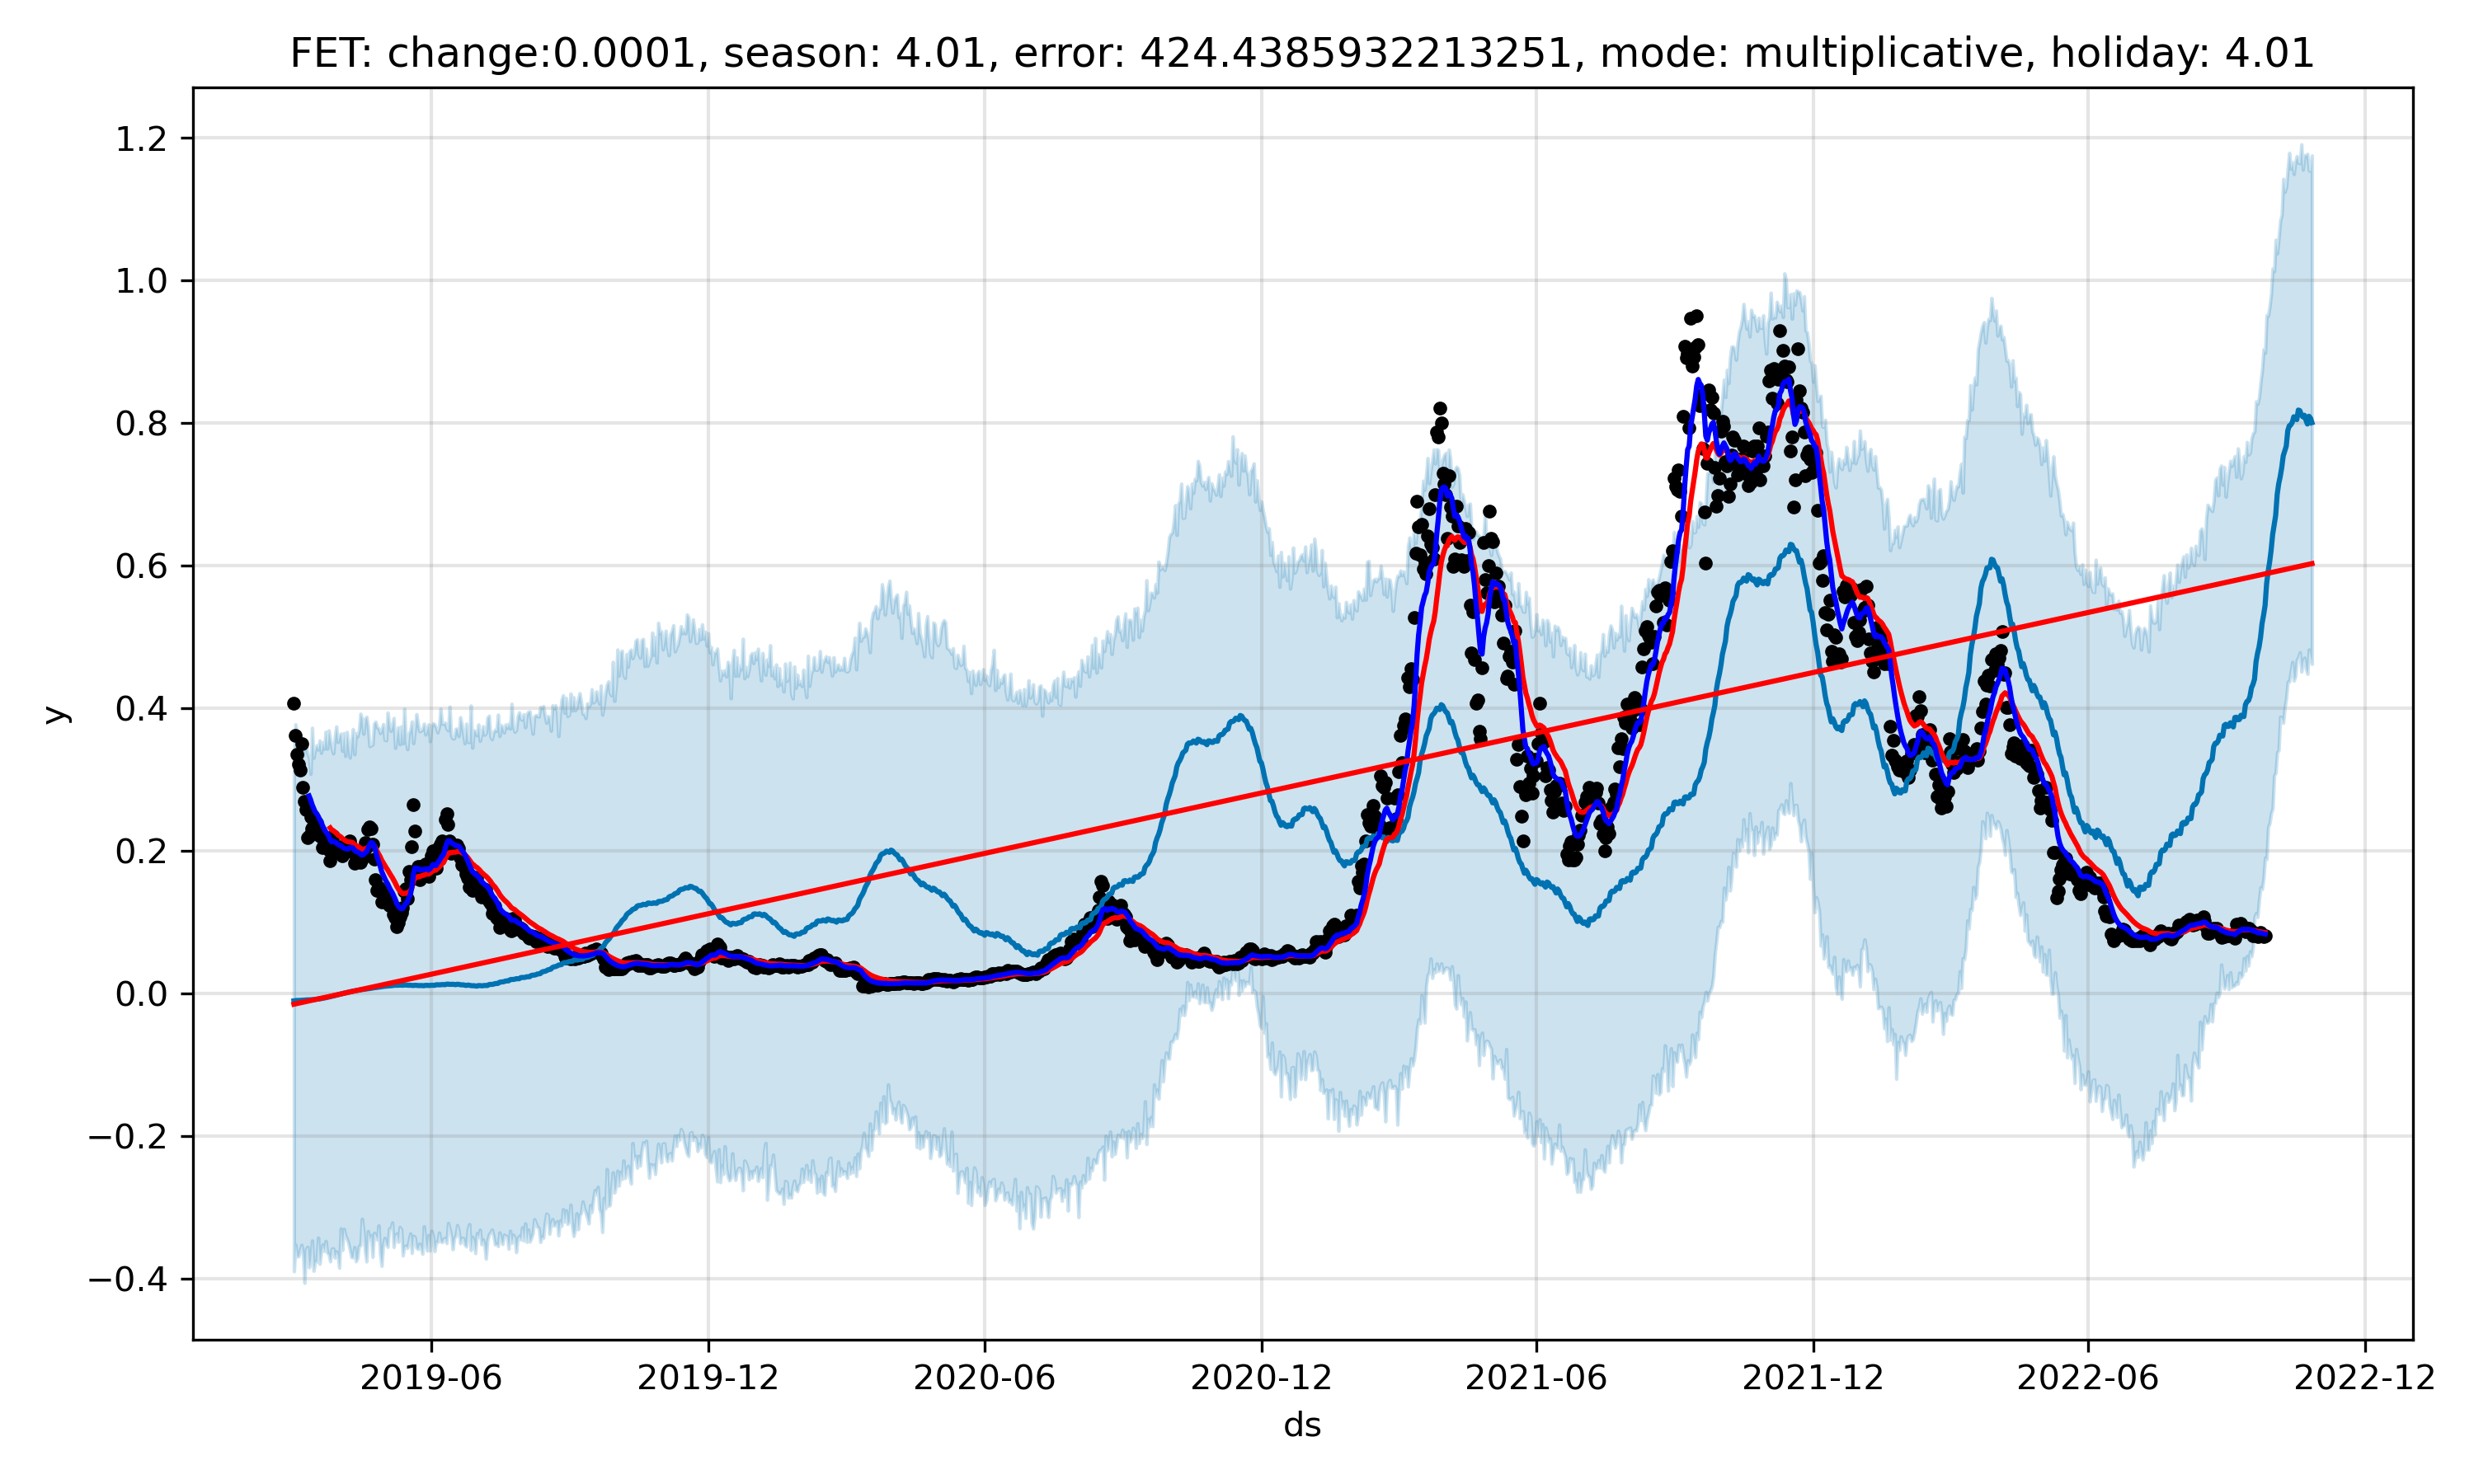 FET: change:0.0001, season: 4.01, error: 424.4385932213251, mode: multiplicative, holiday: 4.01
1.2
1.0
0.8
0.6
0.4
0.2
0.0
−0.2
−0.4
y
2019-06 2019-12 2020-06 2020-12 2021-06 2021-12 2022-06 2022-12
ds